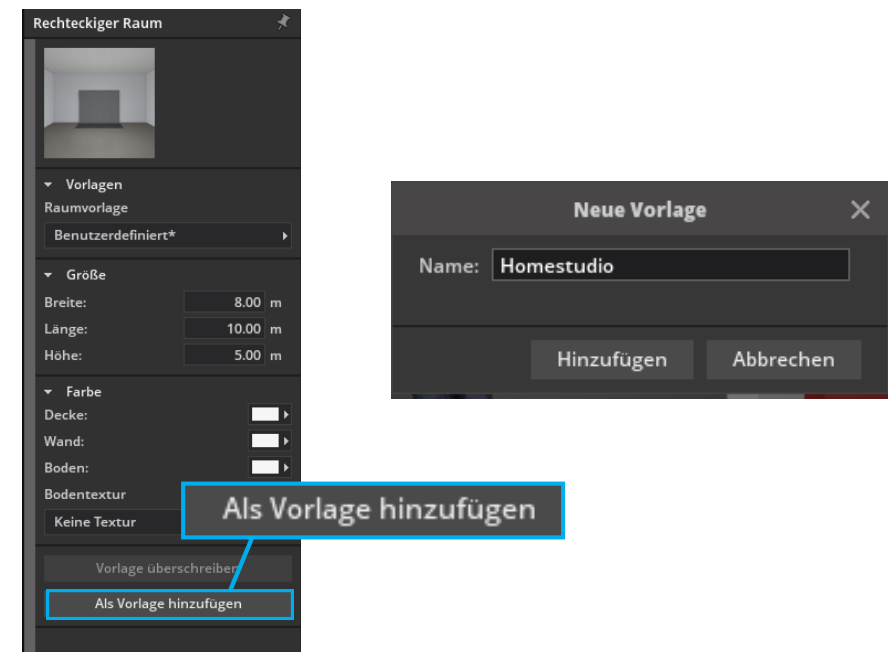 Rechteckiger Raum
Vorlagen
Raumvorlage
Benutzerdefiniert*
Größe
Breite: 8.00 m
Länge: 10.00 m
Höhe: 5.00 m
Farbe
Decke:
Wand:
Boden:
Bodentextur
Keine Textur
Als Vorlage hinzufügen
Vorlage überschreiben
Als Vorlage hinzufügen
Neue Vorlage
Name: Homestudio
Hinzufügen Abbrechen